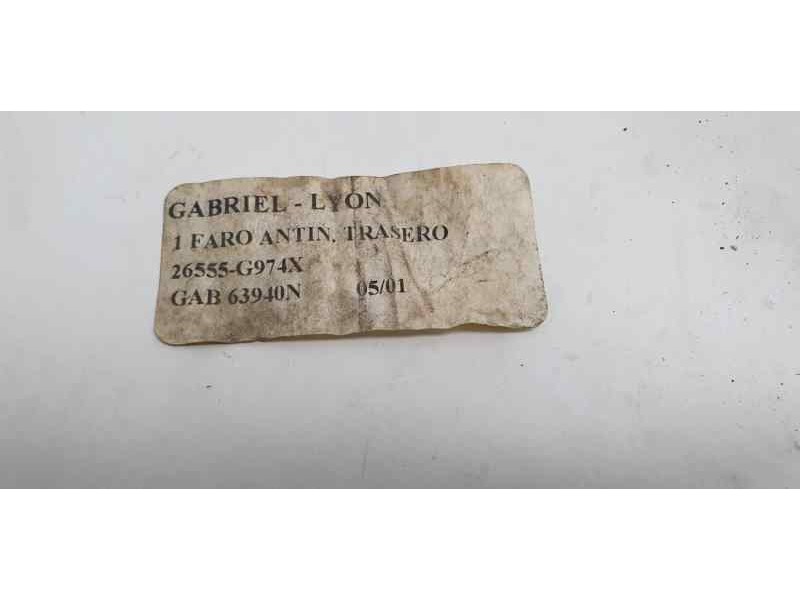 GABRIEL - LYON
1 FARO ANTIN. TRASERO
26555-G974X
GAB 63940N 05/01